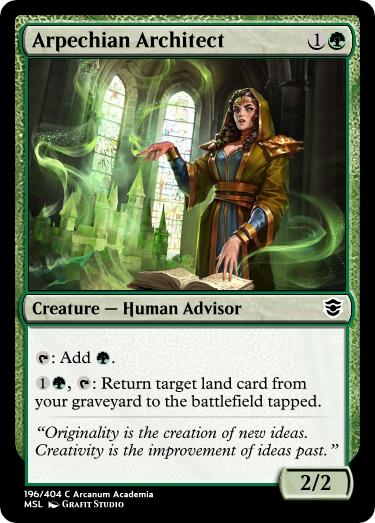 Arpechian Architect 1
Creature — Human Advisor
: Add .
1, : Return target land card from
your graveyard to the battlefield tapped.
“Originality is the creation of new ideas.
Creativity is the improvement of ideas past.”
2/2
196/404 C Arcanum Academia
MSL Grafit Studio